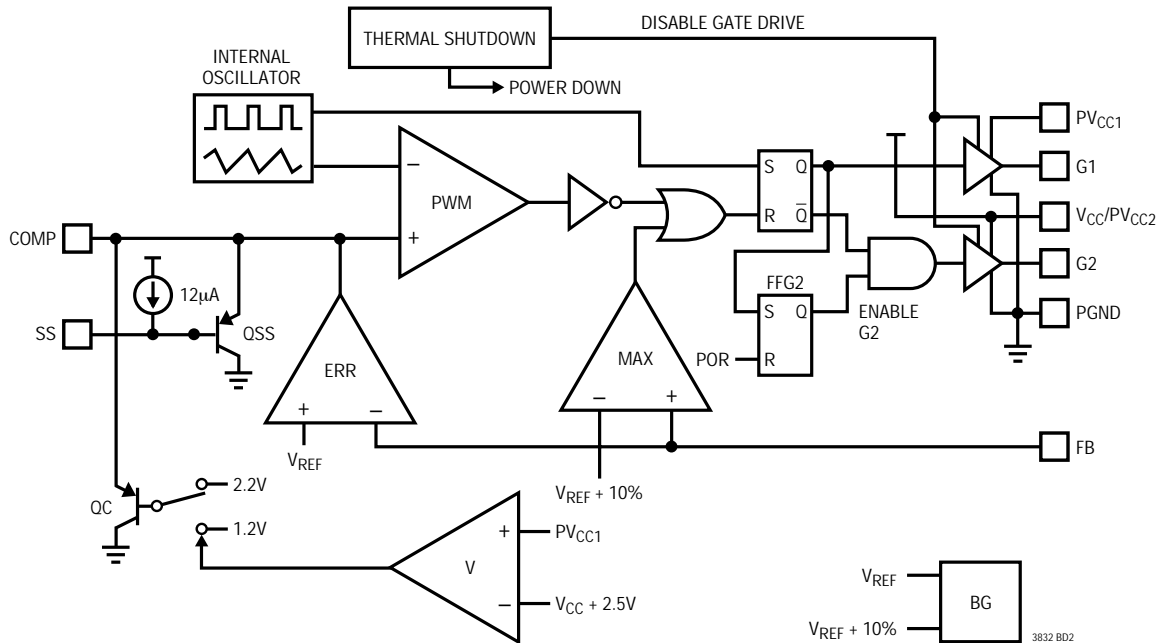 DISABLE GATE DRIVE
THERMAL SHUTDOWN
INTERNAL
OSCILLATOR
POWER DOWN
PVCC1
S Q
G1
PWM
−
+
R Q̅
VCC/PVCC2
COMP
12µA
FFG2
G2
SS
QSS
S Q
ENABLE
G2
PGND
ERR
MAX
POR
R
+ −
− +
VREF
FB
2.2V
VREF + 10%
QC
1.2V
+
PVCC1
V
−
VCC + 2.5V
VREF
BG
VREF + 10%
3832 BD2